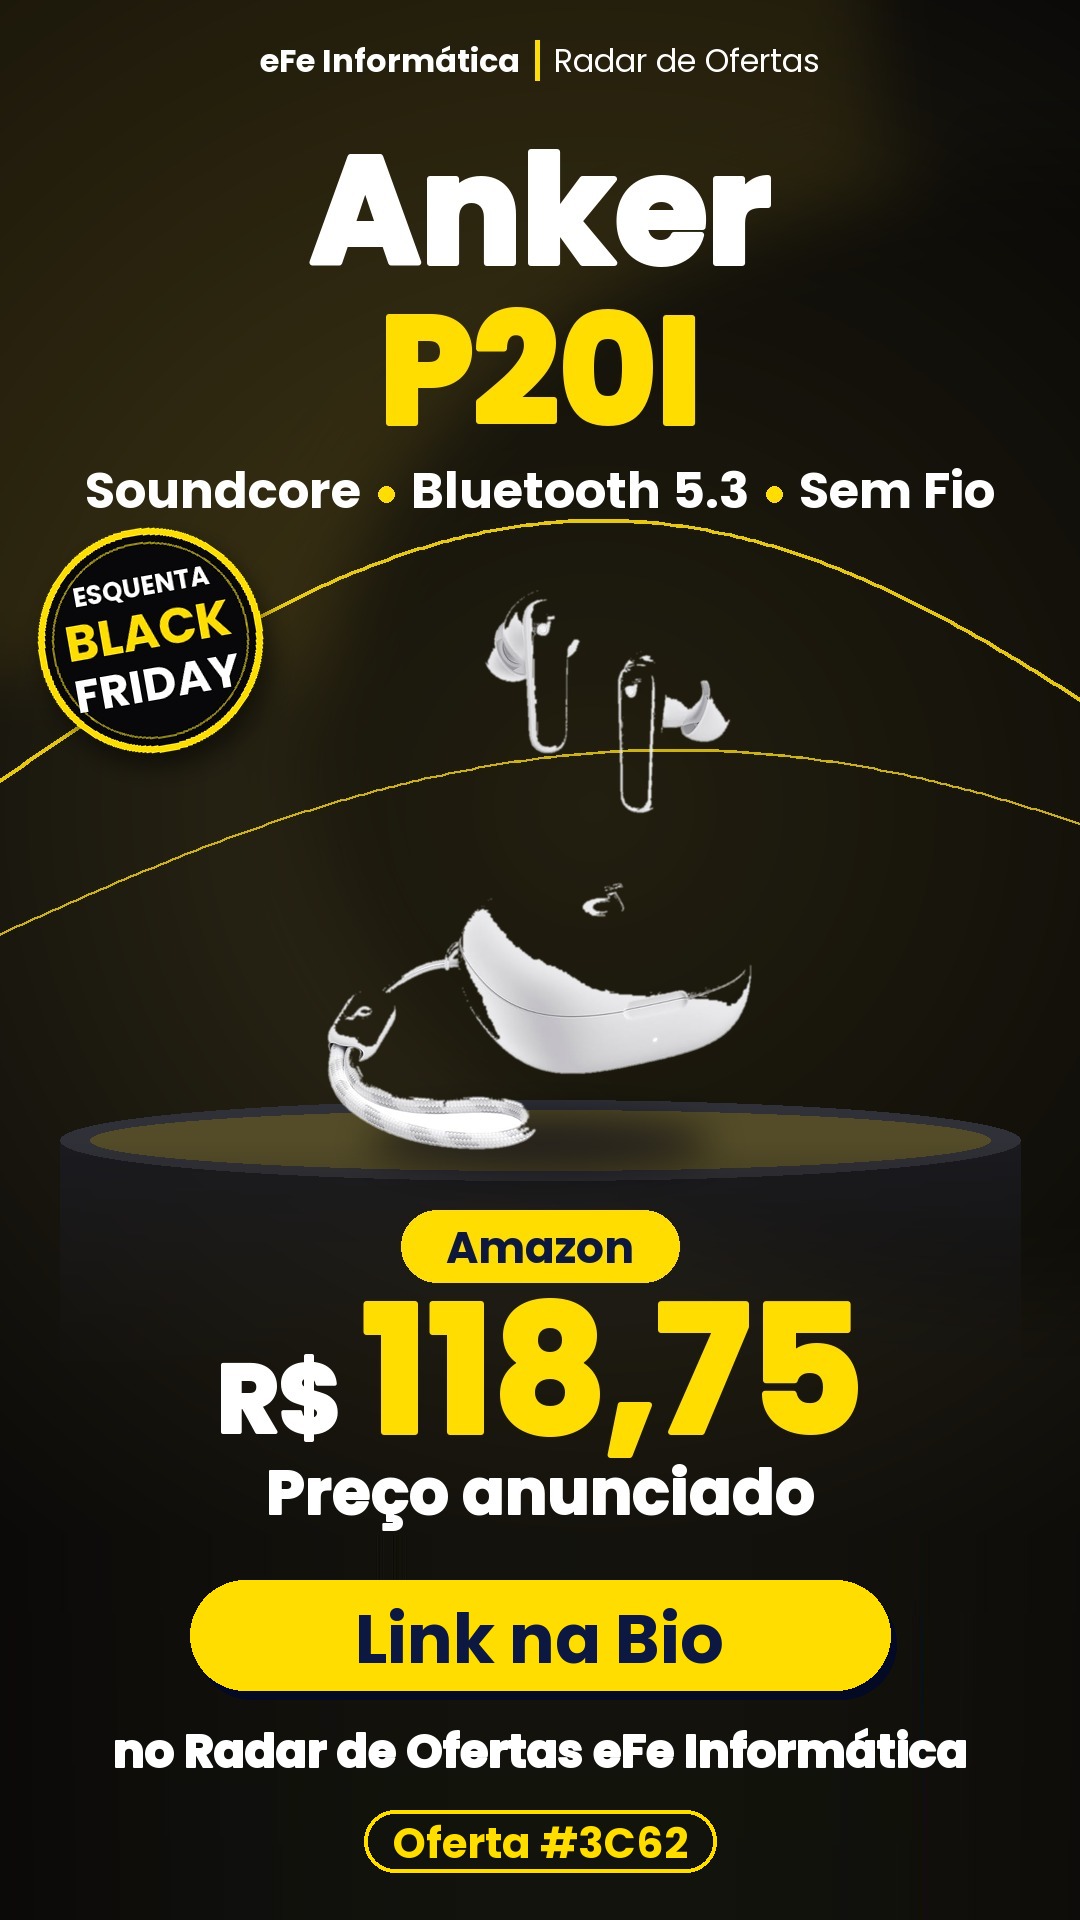 eFe Informática | Radar de Ofertas
Anker
P20I
Soundcore • Bluetooth 5.3 • Sem Fio
ESQUENTA
BLACK
FRIDAY
Amazon
R$ 118,75
Preço anunciado
Link na Bio
no Radar de Ofertas eFe Informática
Oferta #3C62